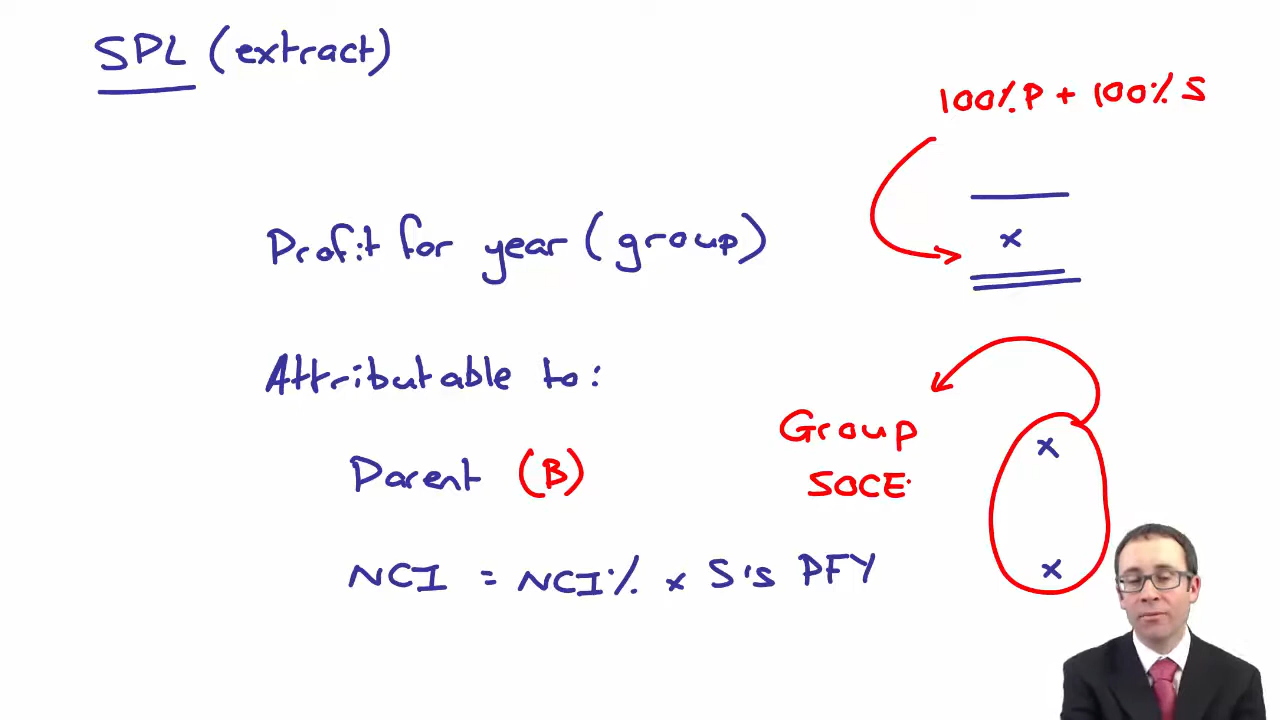 SPL (extract)
100% P + 100% S
Profit for year (group) x
Attributable to:
Group
SOCE
Parent (B) x
NCI = NCI% x S's PFY x